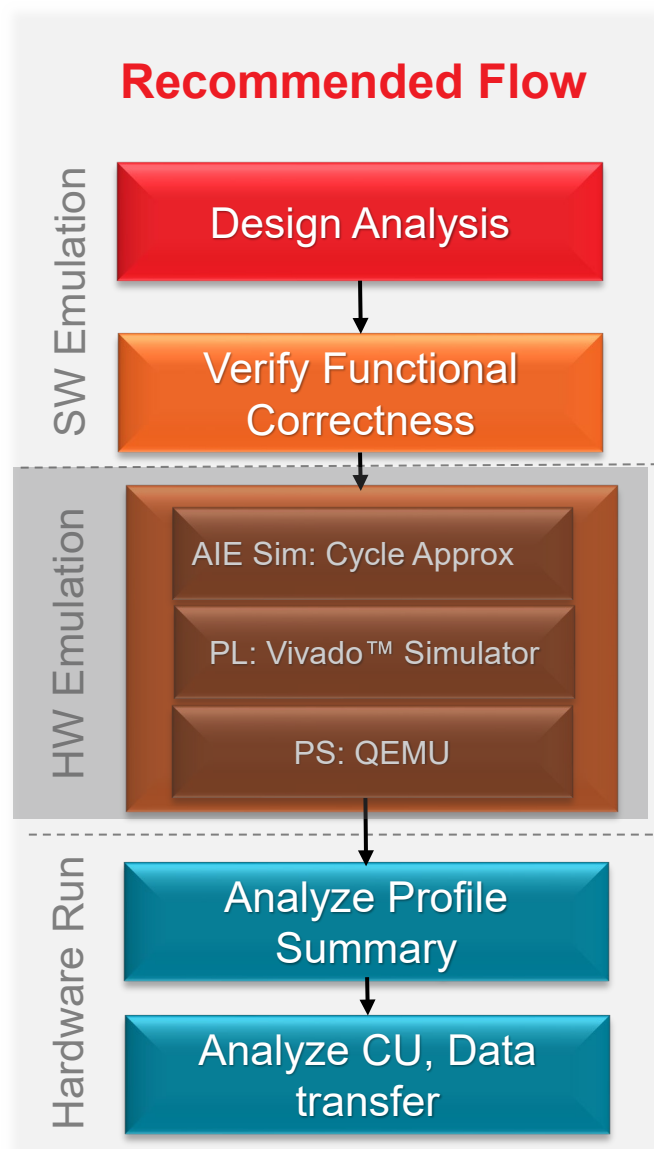 Recommended Flow
SW Emulation
Design Analysis
Verify Functional
Correctness
HW Emulation
AIE Sim: Cycle Approx
PL: Vivado™ Simulator
PS: QEMU
Hardware Run
Analyze Profile
Summary
Analyze CU, Data
transfer